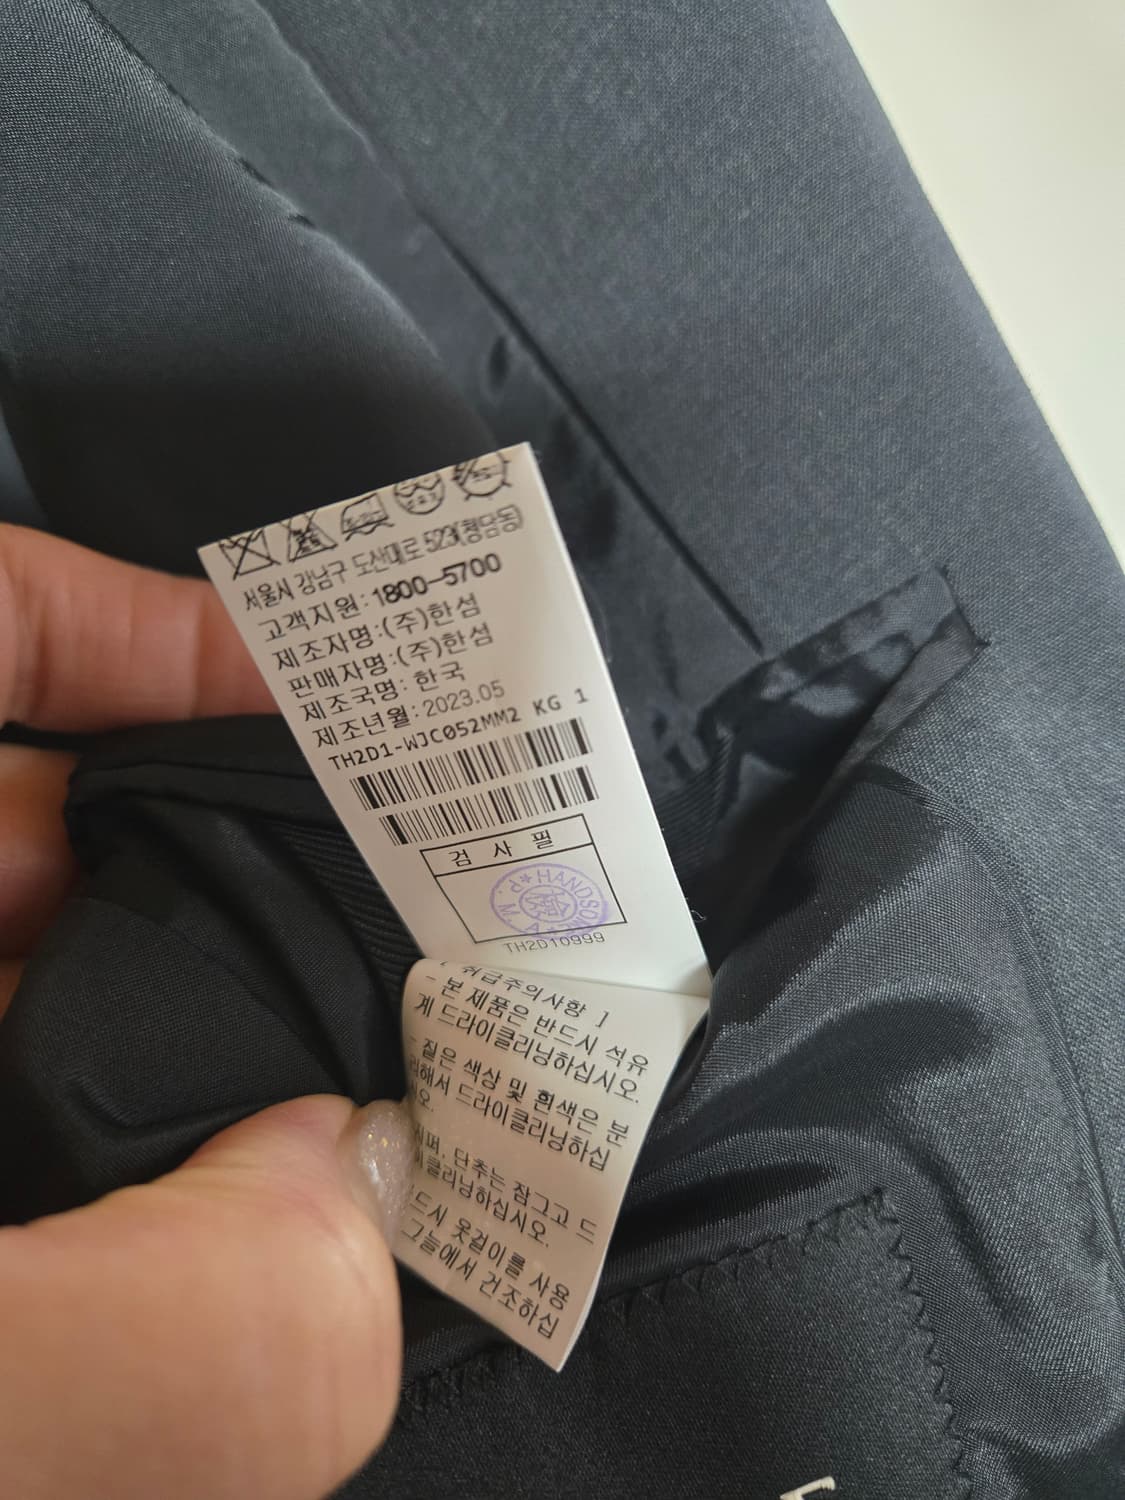 서울시 강남구 도산대로 523(청담동)
고객지원:1800-5700
제조자명:(주)한섬
판매자명:(주)한섬
제조국명: 한국
제조년월:2023.05
TH2D1-WJC052MM2 KG 1
검 사 필
HANDSOME
TH2D10999
[ 취급주의사항 ]
- 본 제품은 반드시 석유
게 드라이클리닝하십시오.
- 짙은 색상 및 흰색은 분
리해서 드라이클리닝하십
시오.
지퍼, 단추는 잠그고 드
이클리닝하십시오.
드시 옷걸이를 사용
그늘에서 건조하십